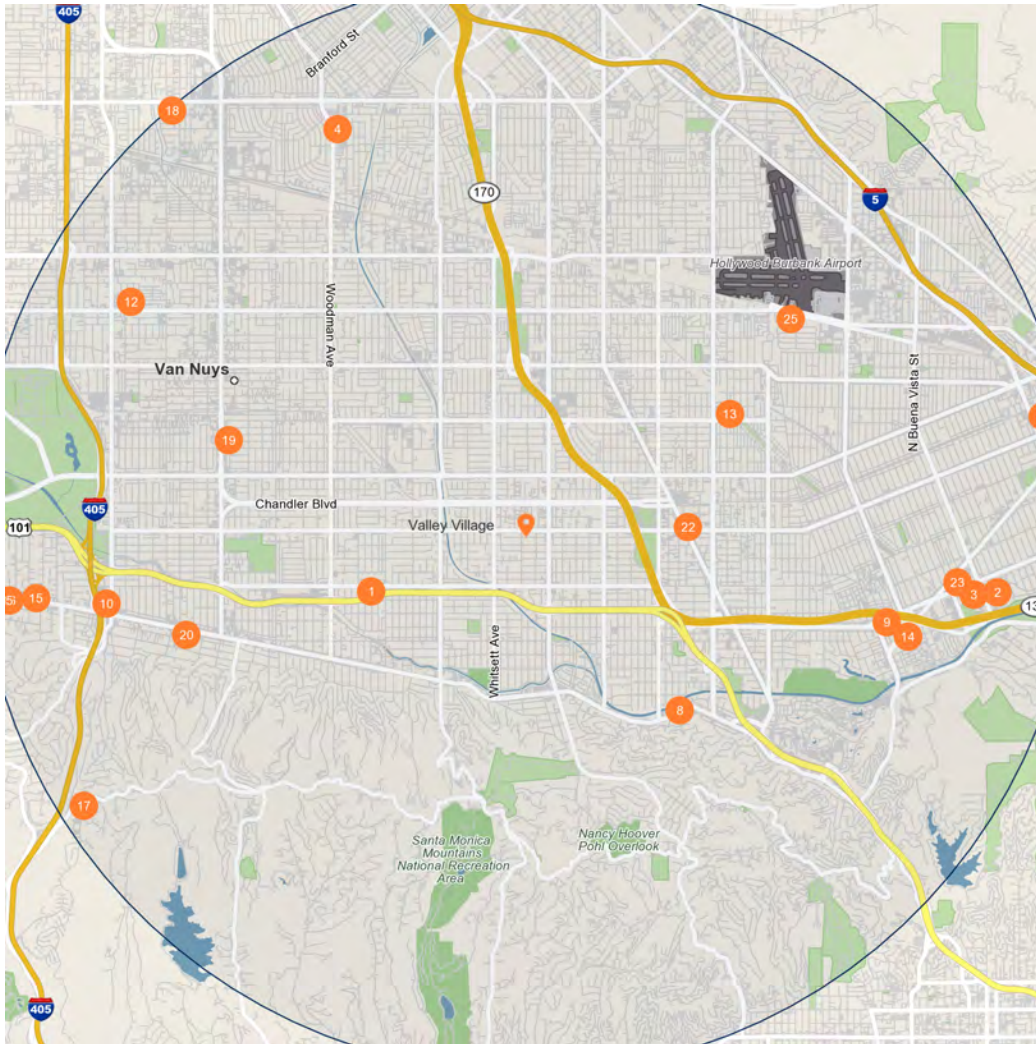 405
Branford St
18
4
170
5
Hollywood Burbank Airport
12
Woodman Ave
25
Van Nuys
N Buena Vista St
13
19
Chandler Blvd
405
101
Valley Village
22
15
10
1
23
3
2
13
20
9
14
Whitsett Ave
8
17
Santa Monica
Mountains
National Recreation
Area
Nancy Hoover
Pohl Overlook
405